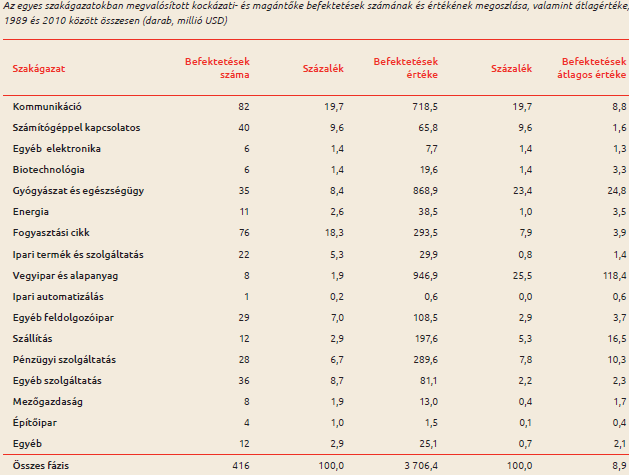 Az egyes szakágazatokban megvalósított kockázati- és magántőke befektetések számának és értékének megoszlása, valamint átlagértéke,
1989 és 2010 között összesen (darab, millió USD)
Szakágazat Befektetések száma Százalék Befektetések értéke Százalék Befektetések átlagos értéke
Kommunikáció 82 19,7 718,5 19,7 8,8
Számítógéppel kapcsolatos 40 9,6 65,8 9,6 1,6
Egyéb elektronika 6 1,4 7,7 1,4 1,3
Biotechnológia 6 1,4 19,6 1,4 3,3
Gyógyászat és egészségügy 35 8,4 868,9 23,4 24,8
Energia 11 2,6 38,5 1,0 3,5
Fogyasztási cikk 76 18,3 293,5 7,9 3,9
Ipari termék és szolgáltatás 22 5,3 29,9 0,8 1,4
Vegyipar és alapanyag 8 1,9 946,9 25,5 118,4
Ipari automatizálás 1 0,2 0,6 0,0 0,6
Egyéb feldolgozóipar 29 7,0 108,5 2,9 3,7
Szállítás 12 2,9 197,6 5,3 16,5
Pénzügyi szolgáltatás 28 6,7 289,6 7,8 10,3
Egyéb szolgáltatás 36 8,7 81,1 2,2 2,3
Mezőgazdaság 8 1,9 13,0 0,4 1,7
Építőipar 4 1,0 1,5 0,1 0,4
Egyéb 12 2,9 25,1 0,7 2,1
Összes fázis 416 100,0 3 706,4 100,0 8,9